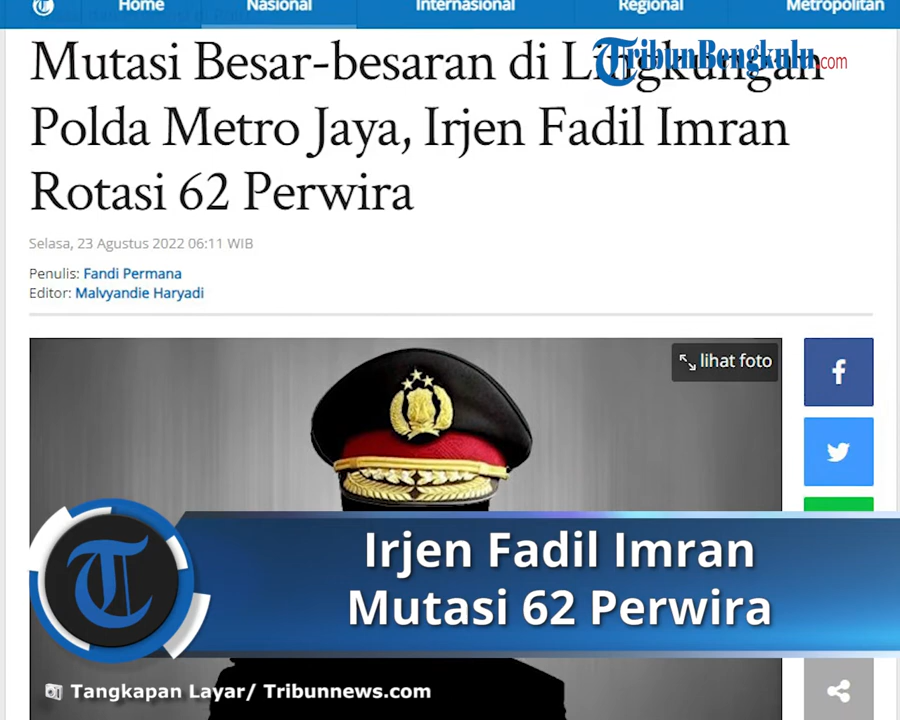 Home Nasional Internasional Regional Metropolitan
TribunBengkulu.com
Mutasi Besar-besaran di Lingkungan
Polda Metro Jaya, Irjen Fadil Imran
Rotasi 62 Perwira
Selasa, 23 Agustus 2022 06:11 WIB
Penulis: Fandi Permana
Editor: Malvyandie Haryadi
lihat foto
Irjen Fadil Imran
Mutasi 62 Perwira
Tangkapan Layar/ Tribunnews.com